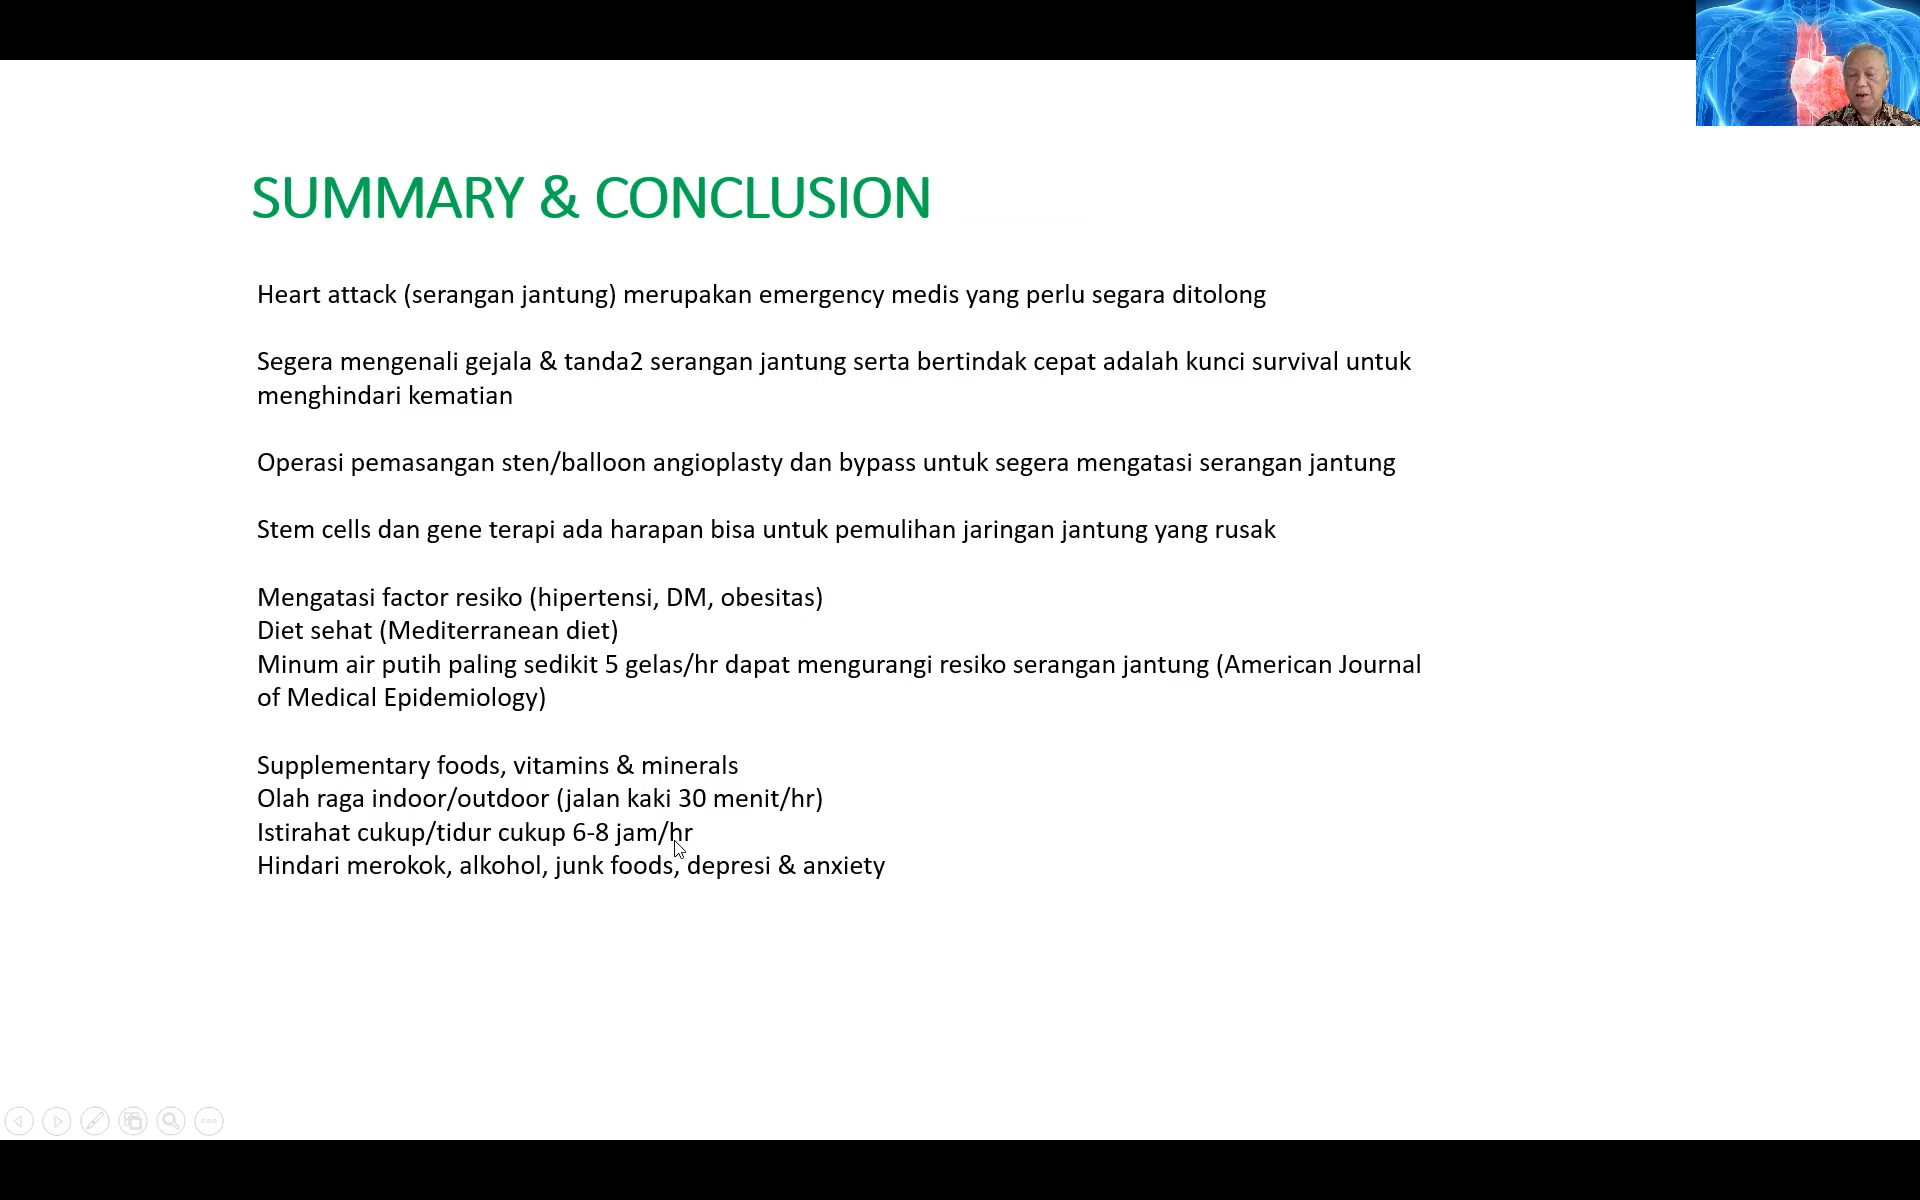 SUMMARY & CONCLUSION
Heart attack (serangan jantung) merupakan emergency medis yang perlu segara ditolong
Segera mengenali gejala & tanda2 serangan jantung serta bertindak cepat adalah kunci survival untuk
menghindari kematian
Operasi pemasangan sten/balloon angioplasty dan bypass untuk segera mengatasi serangan jantung
Stem cells dan gene terapi ada harapan bisa untuk pemulihan jaringan jantung yang rusak
Mengatasi factor resiko (hipertensi, DM, obesitas)
Diet sehat (Mediterranean diet)
Minum air putih paling sedikit 5 gelas/hr dapat mengurangi resiko serangan jantung (American Journal
of Medical Epidemiology)
Supplementary foods, vitamins & minerals
Olah raga indoor/outdoor (jalan kaki 30 menit/hr)
Istirahat cukup/tidur cukup 6-8 jam/hr
Hindari merokok, alkohol, junk foods, depresi & anxiety